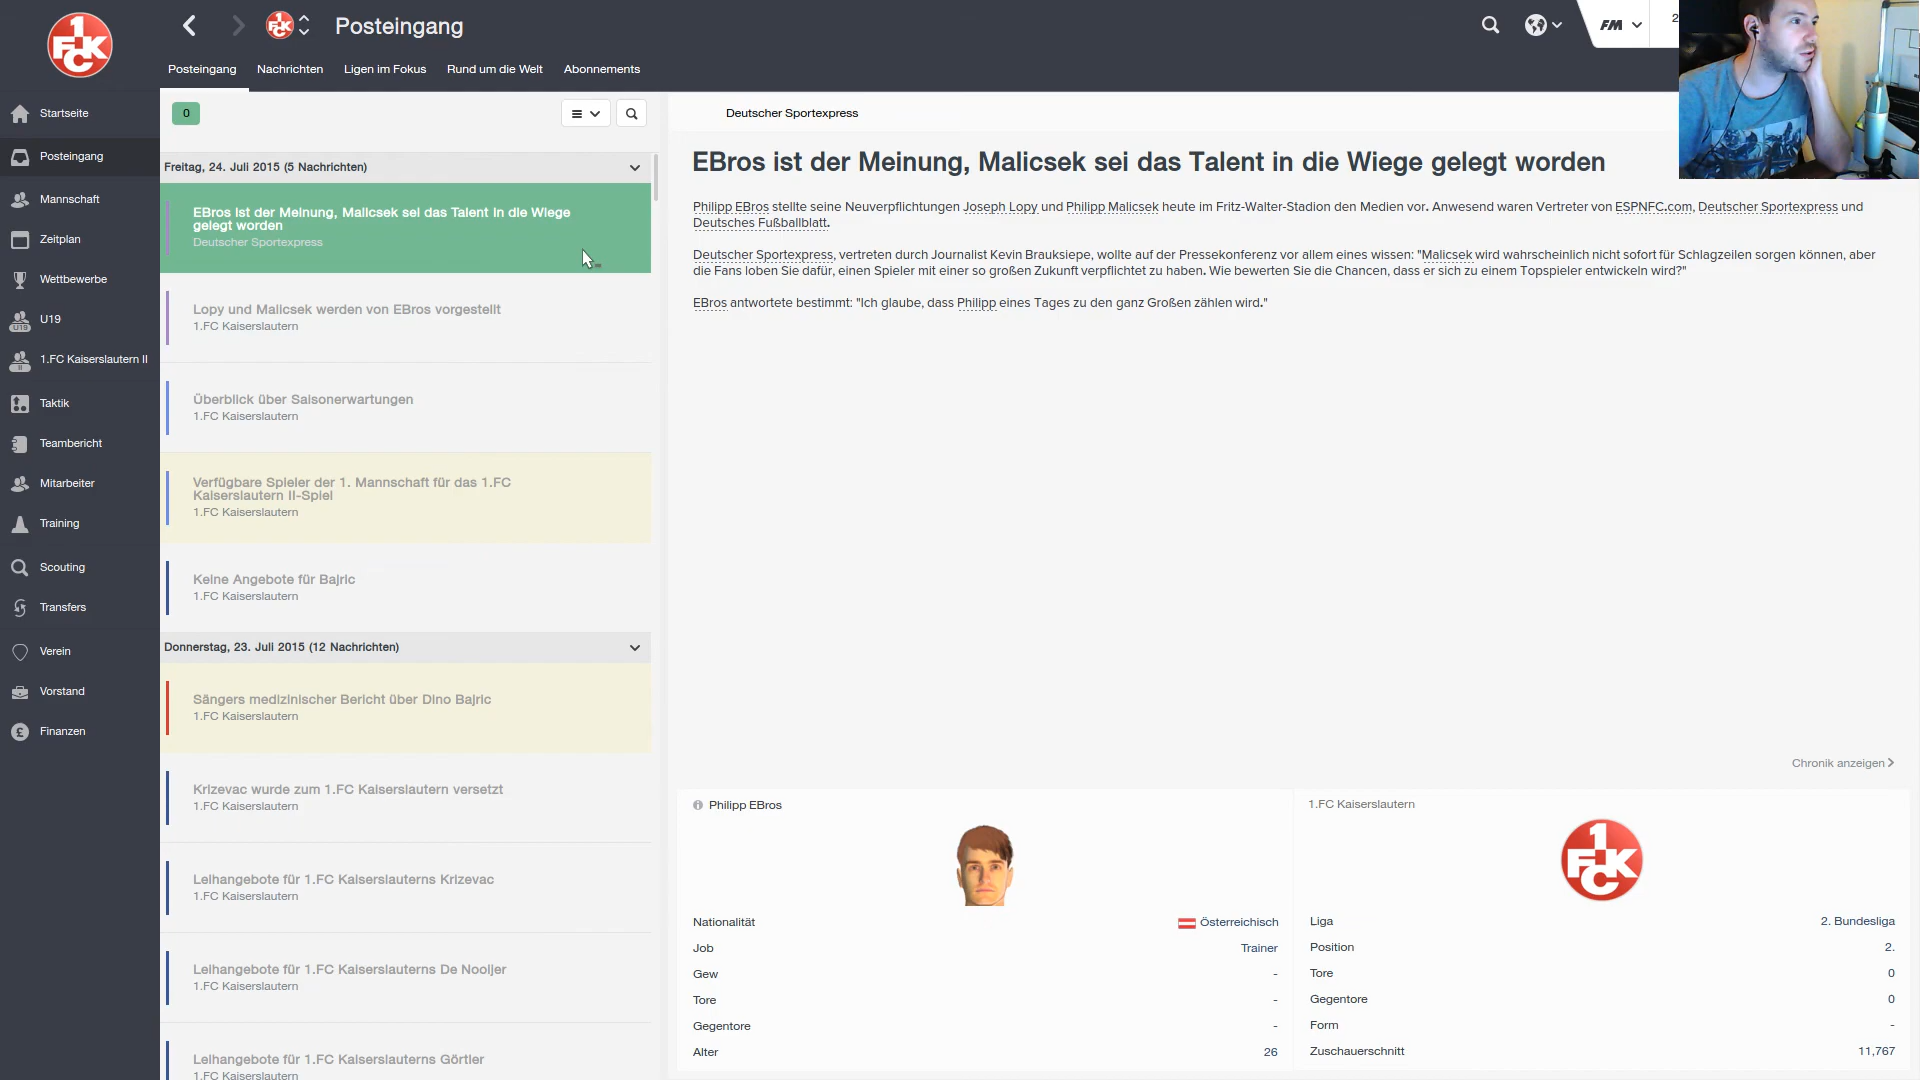 Posteingang
FM
2
Posteingang
Nachrichten
Ligen im Fokus
Rund um die Welt
Abonnements
Startseite
Posteingang
Mannschaft
Zeitplan
Wettbewerbe
U19
1.FC Kaiserslautern II
Taktik
Teambericht
Mitarbeiter
Training
Scouting
Transfers
Verein
Vorstand
Finanzen
0
Freitag, 24. Juli 2015 (5 Nachrichten)
EBros ist der Meinung, Malicsek sei das Talent in die Wiege
gelegt worden
Deutscher Sportexpress
Lopy und Malicsek werden von EBros vorgestellt
1.FC Kaiserslautern
Überblick über Saisonerwartungen
1.FC Kaiserslautern
Verfügbare Spieler der 1. Mannschaft für das 1.FC
Kaiserslautern II-Spiel
1.FC Kaiserslautern
Keine Angebote für Bajric
1.FC Kaiserslautern
Donnerstag, 23. Juli 2015 (12 Nachrichten)
Sängers medizinischer Bericht über Dino Bajric
1.FC Kaiserslautern
Krizevac wurde zum 1.FC Kaiserslautern versetzt
1.FC Kaiserslautern
Leihangebote für 1.FC Kaiserslauterns Krizevac
1.FC Kaiserslautern
Leihangebote für 1.FC Kaiserslauterns De Nooijer
1.FC Kaiserslautern
Leihangebote für 1.FC Kaiserslauterns Görtler
1.FC Kaiserslautern
Deutscher Sportexpress
EBros ist der Meinung, Malicsek sei das Talent in die Wiege gelegt worden
Philipp EBros stellte seine Neuverpflichtungen Joseph Lopy und Philipp Malicsek heute im Fritz-Walter-Stadion den Medien vor. Anwesend waren Vertreter von ESPNFC.com, Deutscher Sportexpress und
Deutsches Fußballblatt.
Deutscher Sportexpress, vertreten durch Journalist Kevin Brauksiepe, wollte auf der Pressekonferenz vor allem eines wissen: "Malicsek wird wahrscheinlich nicht sofort für Schlagzeilen sorgen können, aber
die Fans loben Sie dafür, einen Spieler mit einer so großen Zukunft verpflichtet zu haben. Wie bewerten Sie die Chancen, dass er sich zu einem Topspieler entwickeln wird?"
EBros antwortete bestimmt: "Ich glaube, dass Philipp eines Tages zu den ganz Großen zählen wird."
Chronik anzeigen
Philipp EBros
Nationalität Österreichisch
Job Trainer
Gew -
Tore -
Gegentore -
Alter 26
1.FC Kaiserslautern
1 FCK
Liga 2. Bundesliga
Position 2.
Tore 0
Gegentore 0
Form -
Zuschauerschnitt 11,767